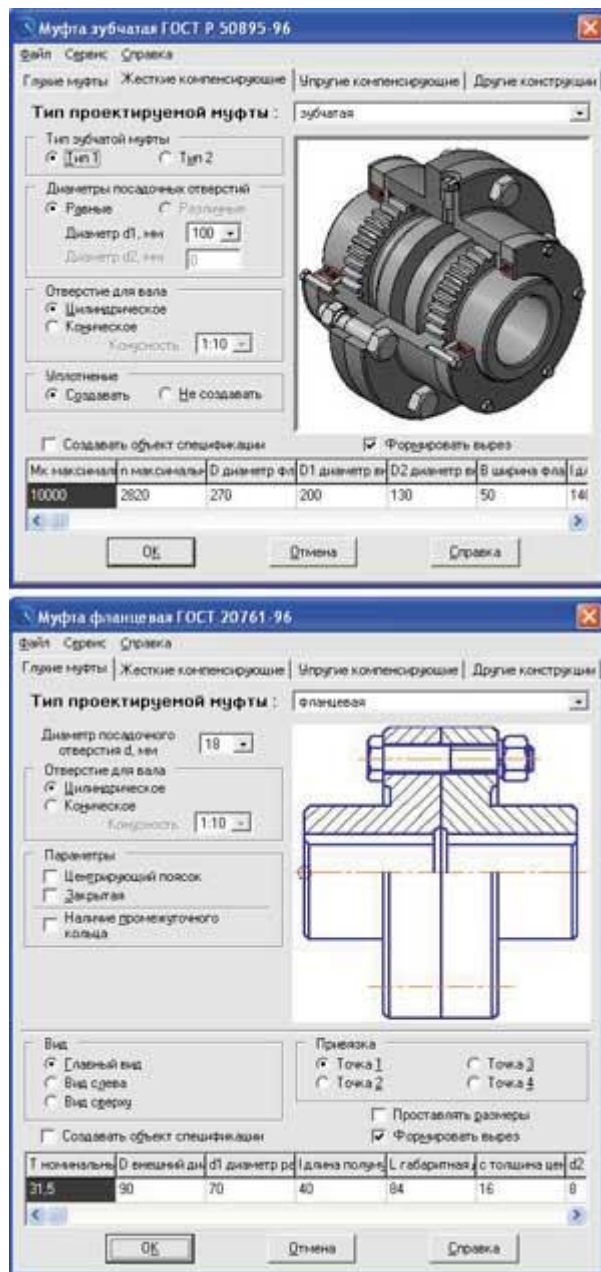 Муфта зубчатая ГОСТ Р 50895-96
Файл Сервис Справка
Глухие муфты Жесткие компенсирующие Упругие компенсирующие Другие конструкции
Тип проектируемой муфты : зубчатая
Тип зубчатой муфты
Тип 1 Тип 2
Диаметры посадочных отверстий
Равные Различные
Диаметр d1, мм 100
Диаметр d2, мм 0
Отверстие для вала
Цилиндрическое
Коническое
Конусность 1:10
Уплотнение
Создавать Не создавать
Создавать объект спецификации Формировать вырез
Мк максимал n максимальн D диаметр фл D1 диаметр вн D2 диаметр в B ширина фла l дл
10000 2820 270 200 130 50 140
OK Отмена Справка
Муфта фланцевая ГОСТ 20761-96
Файл Сервис Справка
Глухие муфты Жесткие компенсирующие Упругие компенсирующие Другие конструкции
Тип проектируемой муфты : фланцевая
Диаметр посадочного
отверстия d, мм 18
Отверстие для вала
Цилиндрическое
Коническое
Конусность 1:10
Параметры
Центрирующий поясок
Закрытая
Наличие промежуточного
кольца
Вид
Главный вид
Вид слева
Вид сверху
Привязка
Точка 1 Точка 3
Точка 2 Точка 4
Проставлять размеры
Создавать объект спецификации Формировать вырез
T номинальны D внешний ди d1 диаметр ра l длина полум L габаритная c толщина цен d2
31,5 90 70 40 84 16 8
OK Отмена Справка